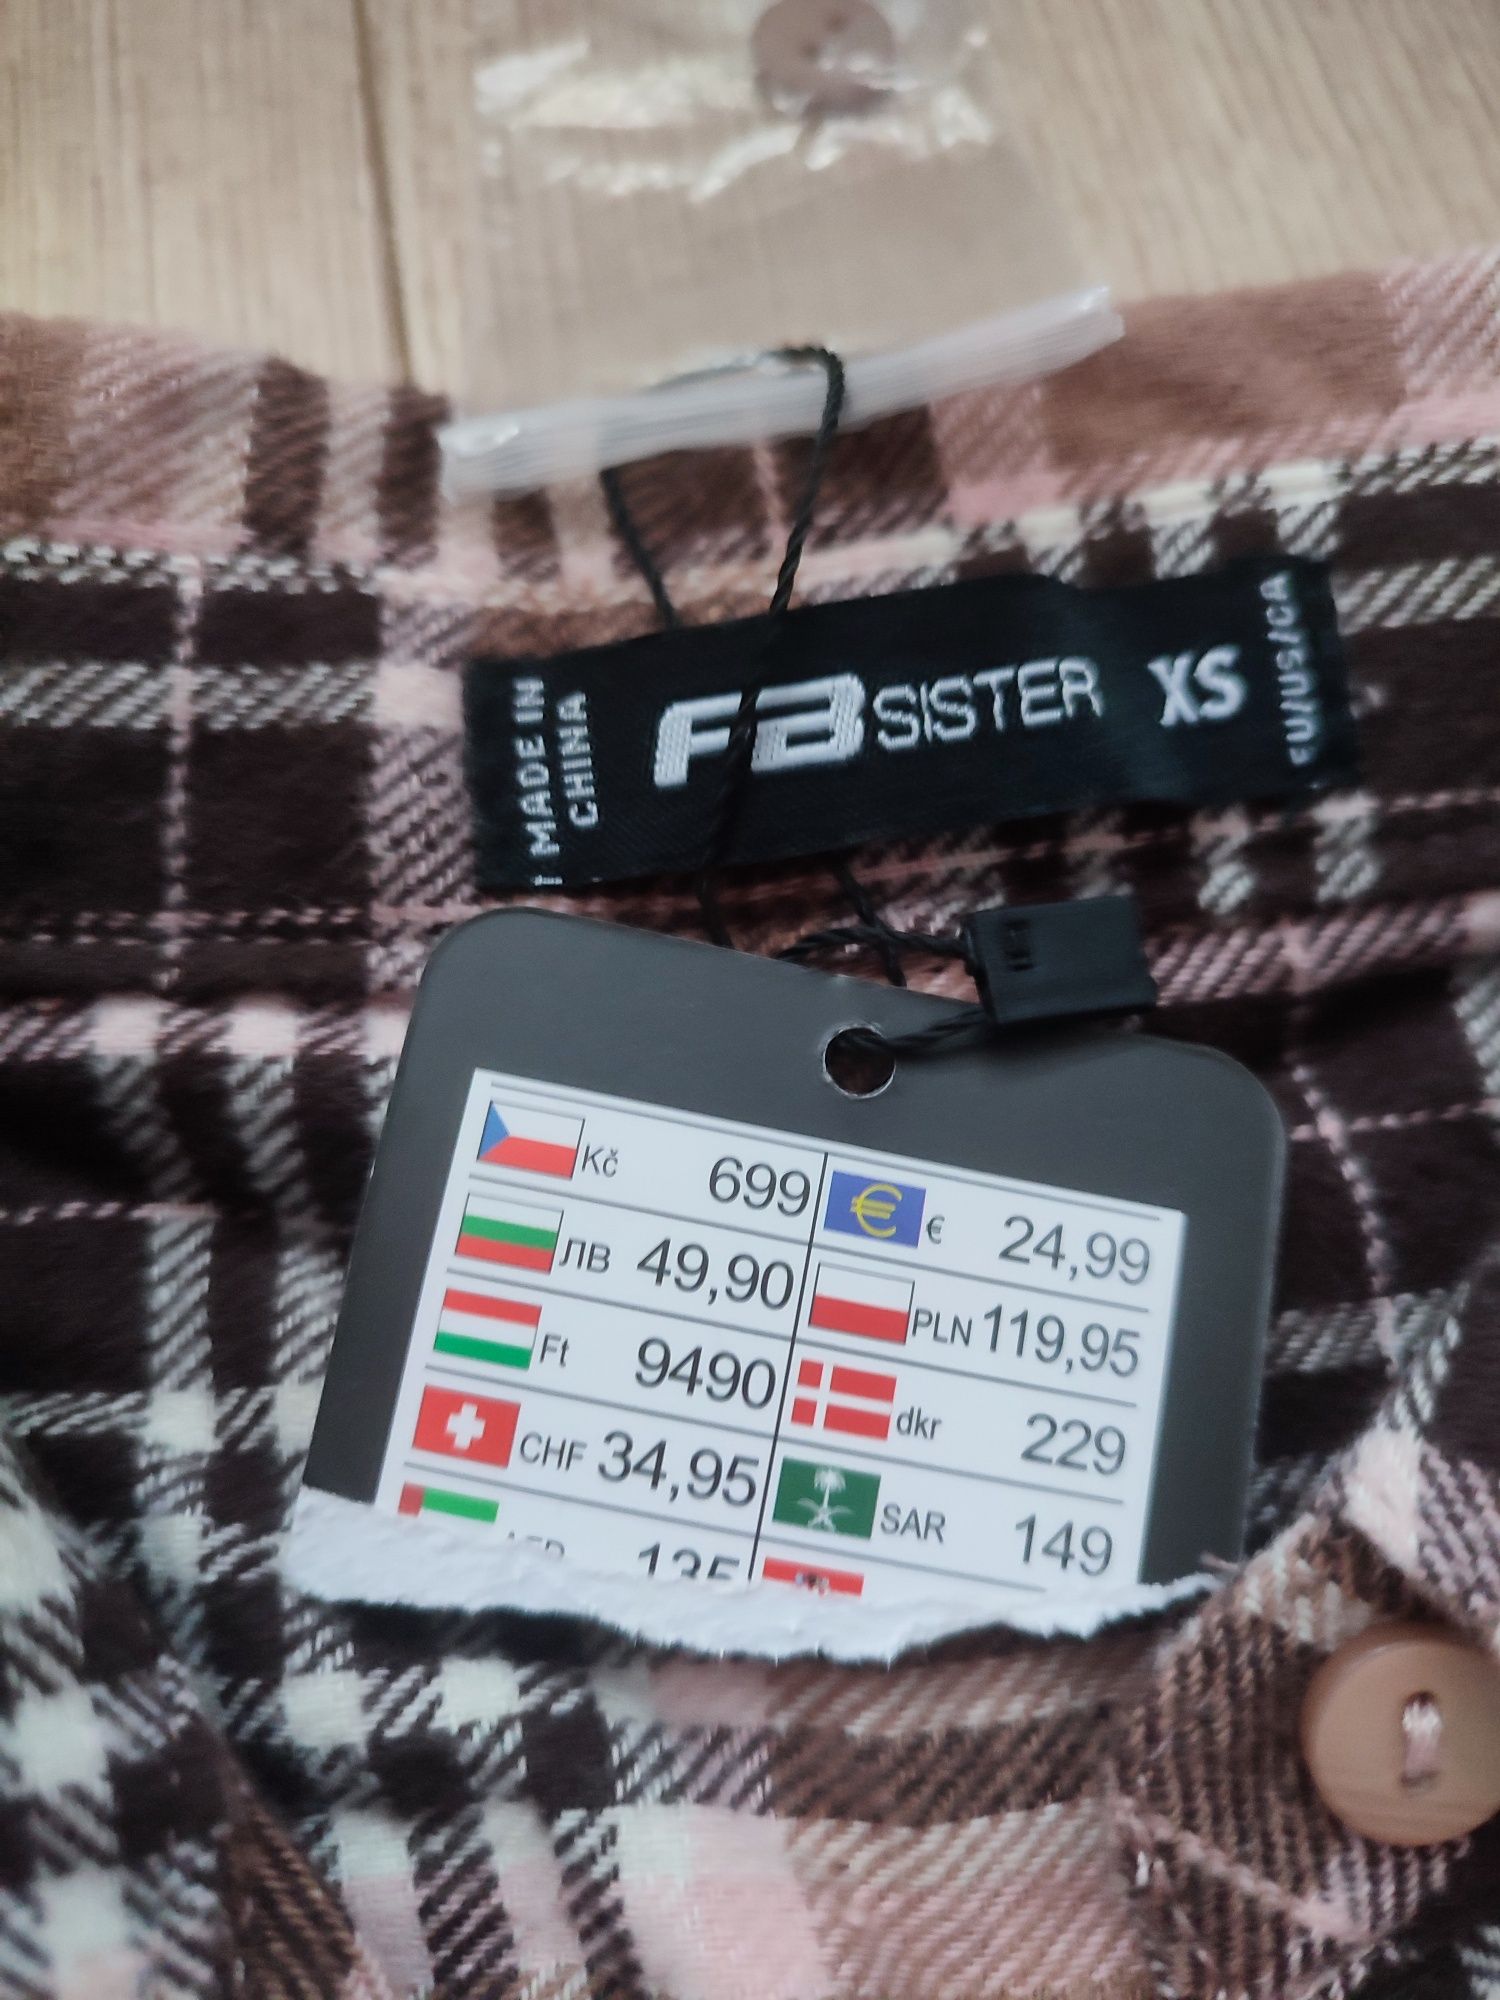 MADE IN
CHINA
FB SISTER XS
EU/US/CA
Kč 699
€ 24,99
ЛВ 49,90
PLN 119,95
Ft 9490
dkr 229
CHF 34,95
SAR 149
135